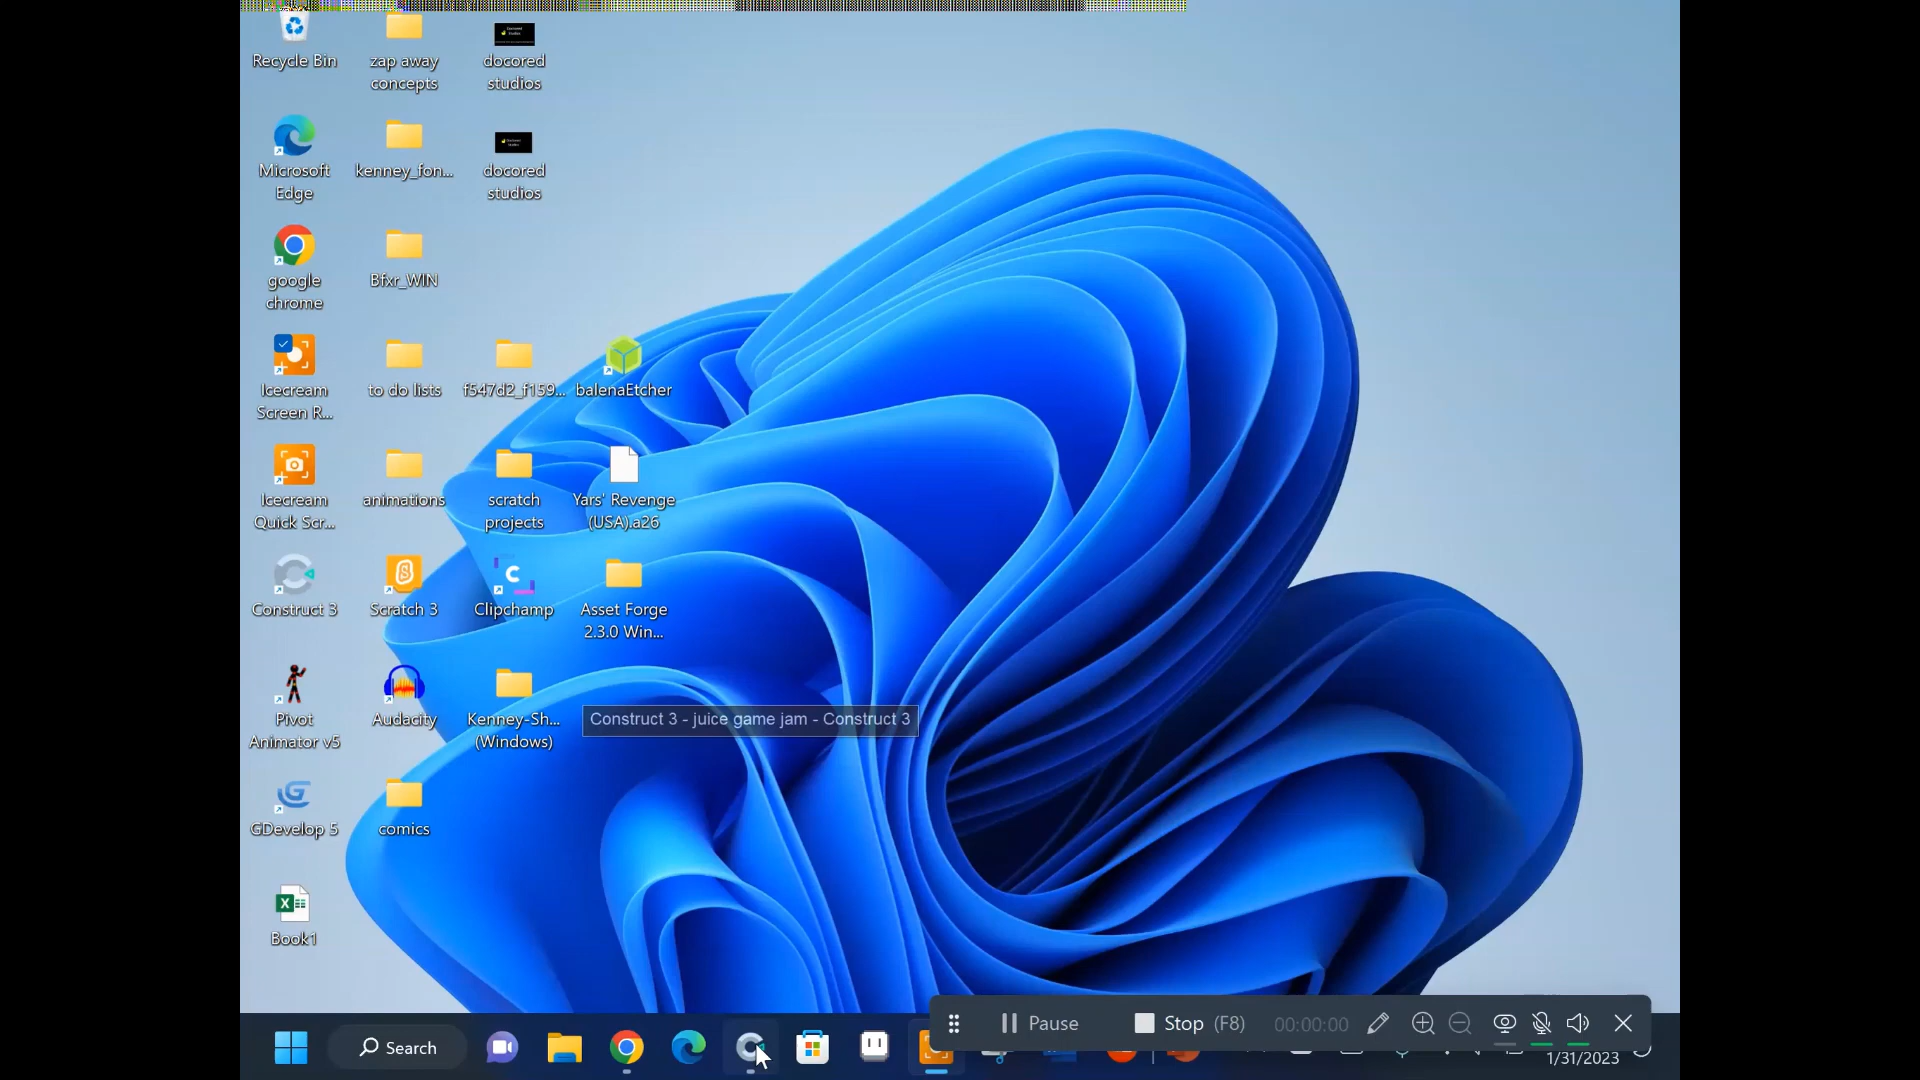 Recycle Bin
zap away
concepts
docored
studios
Microsoft
Edge
kenney_fon...
docored
studios
google
chrome
Bfxr_WIN
Icecream
Screen R...
to do lists
f547d2_f159...
balenaEtcher
Icecream
Quick Scr...
animations
scratch
projects
Yars' Revenge
(USA).a26
Construct 3
Scratch 3
Clipchamp
Asset Forge
2.3.0 Win...
Pivot
Animator v5
Audacity
Kenney-Sh...
(Windows)
Construct 3 - juice game jam - Construct 3
GDevelop 5
comics
Book1
Search
Pause
Stop (F8)
00:00:00
1/31/2023